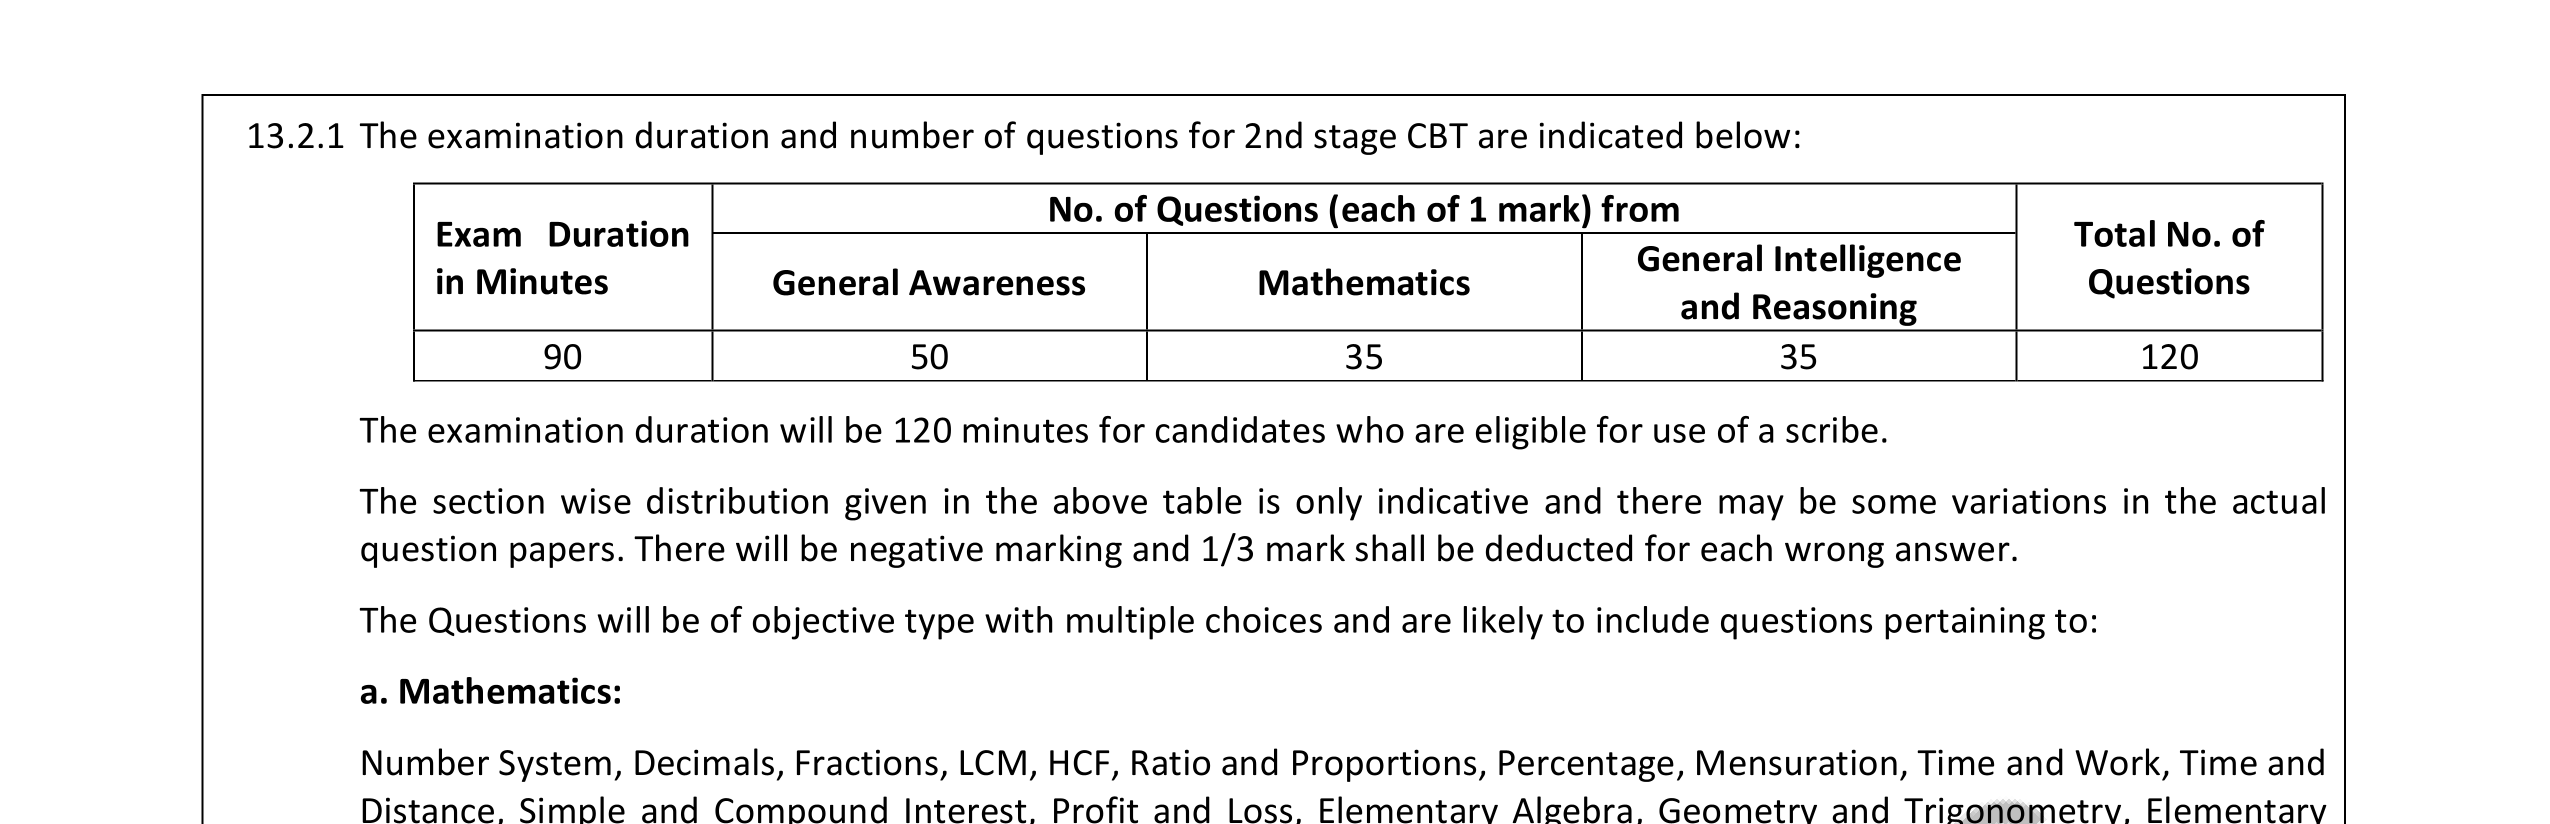 13.2.1 The examination duration and number of questions for 2nd stage CBT are indicated below:
No. of Questions (each of 1 mark) from
Exam Duration in Minutes
General Awareness
Mathematics
General Intelligence and Reasoning
Total No. of Questions
90 50 35 35 120
The examination duration will be 120 minutes for candidates who are eligible for use of a scribe.
The section wise distribution given in the above table is only indicative and there may be some variations in the actual
question papers. There will be negative marking and 1/3 mark shall be deducted for each wrong answer.
The Questions will be of objective type with multiple choices and are likely to include questions pertaining to:
a. Mathematics:
Number System, Decimals, Fractions, LCM, HCF, Ratio and Proportions, Percentage, Mensuration, Time and Work, Time and
Distance, Simple and Compound Interest, Profit and Loss, Elementary Algebra, Geometry and Trigonometry, Elementary